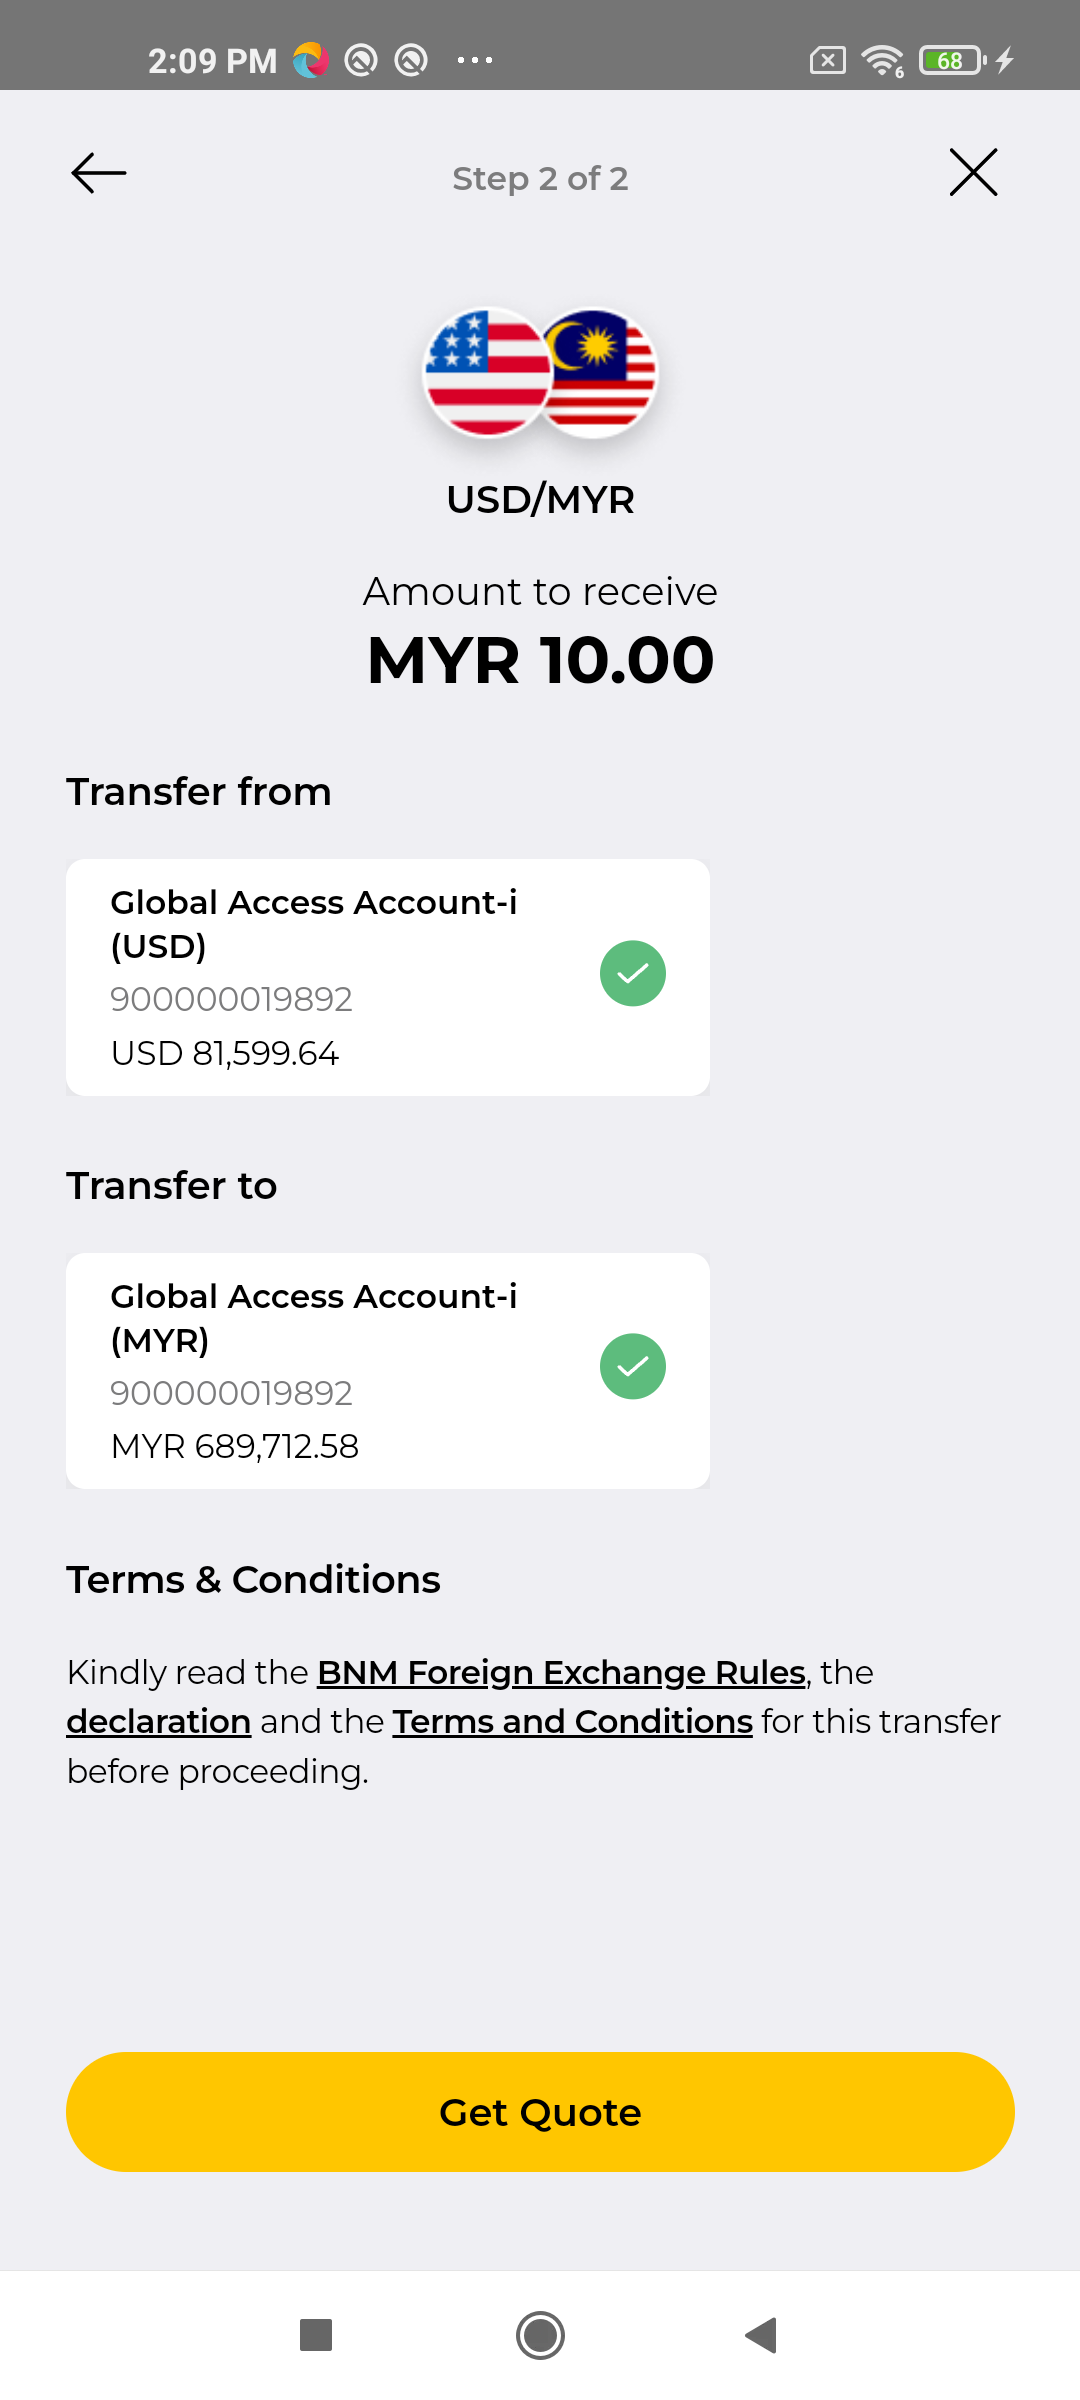 2:09 PM
6
68
Step 2 of 2
USD/MYR
Amount to receive
MYR 10.00
Transfer from
Global Access Account-i
(USD)
900000019892
USD 81,599.64
Transfer to
Global Access Account-i
(MYR)
900000019892
MYR 689,712.58
Terms & Conditions
Kindly read the BNM Foreign Exchange Rules, the
declaration and the Terms and Conditions for this transfer
before proceeding.
Get Quote